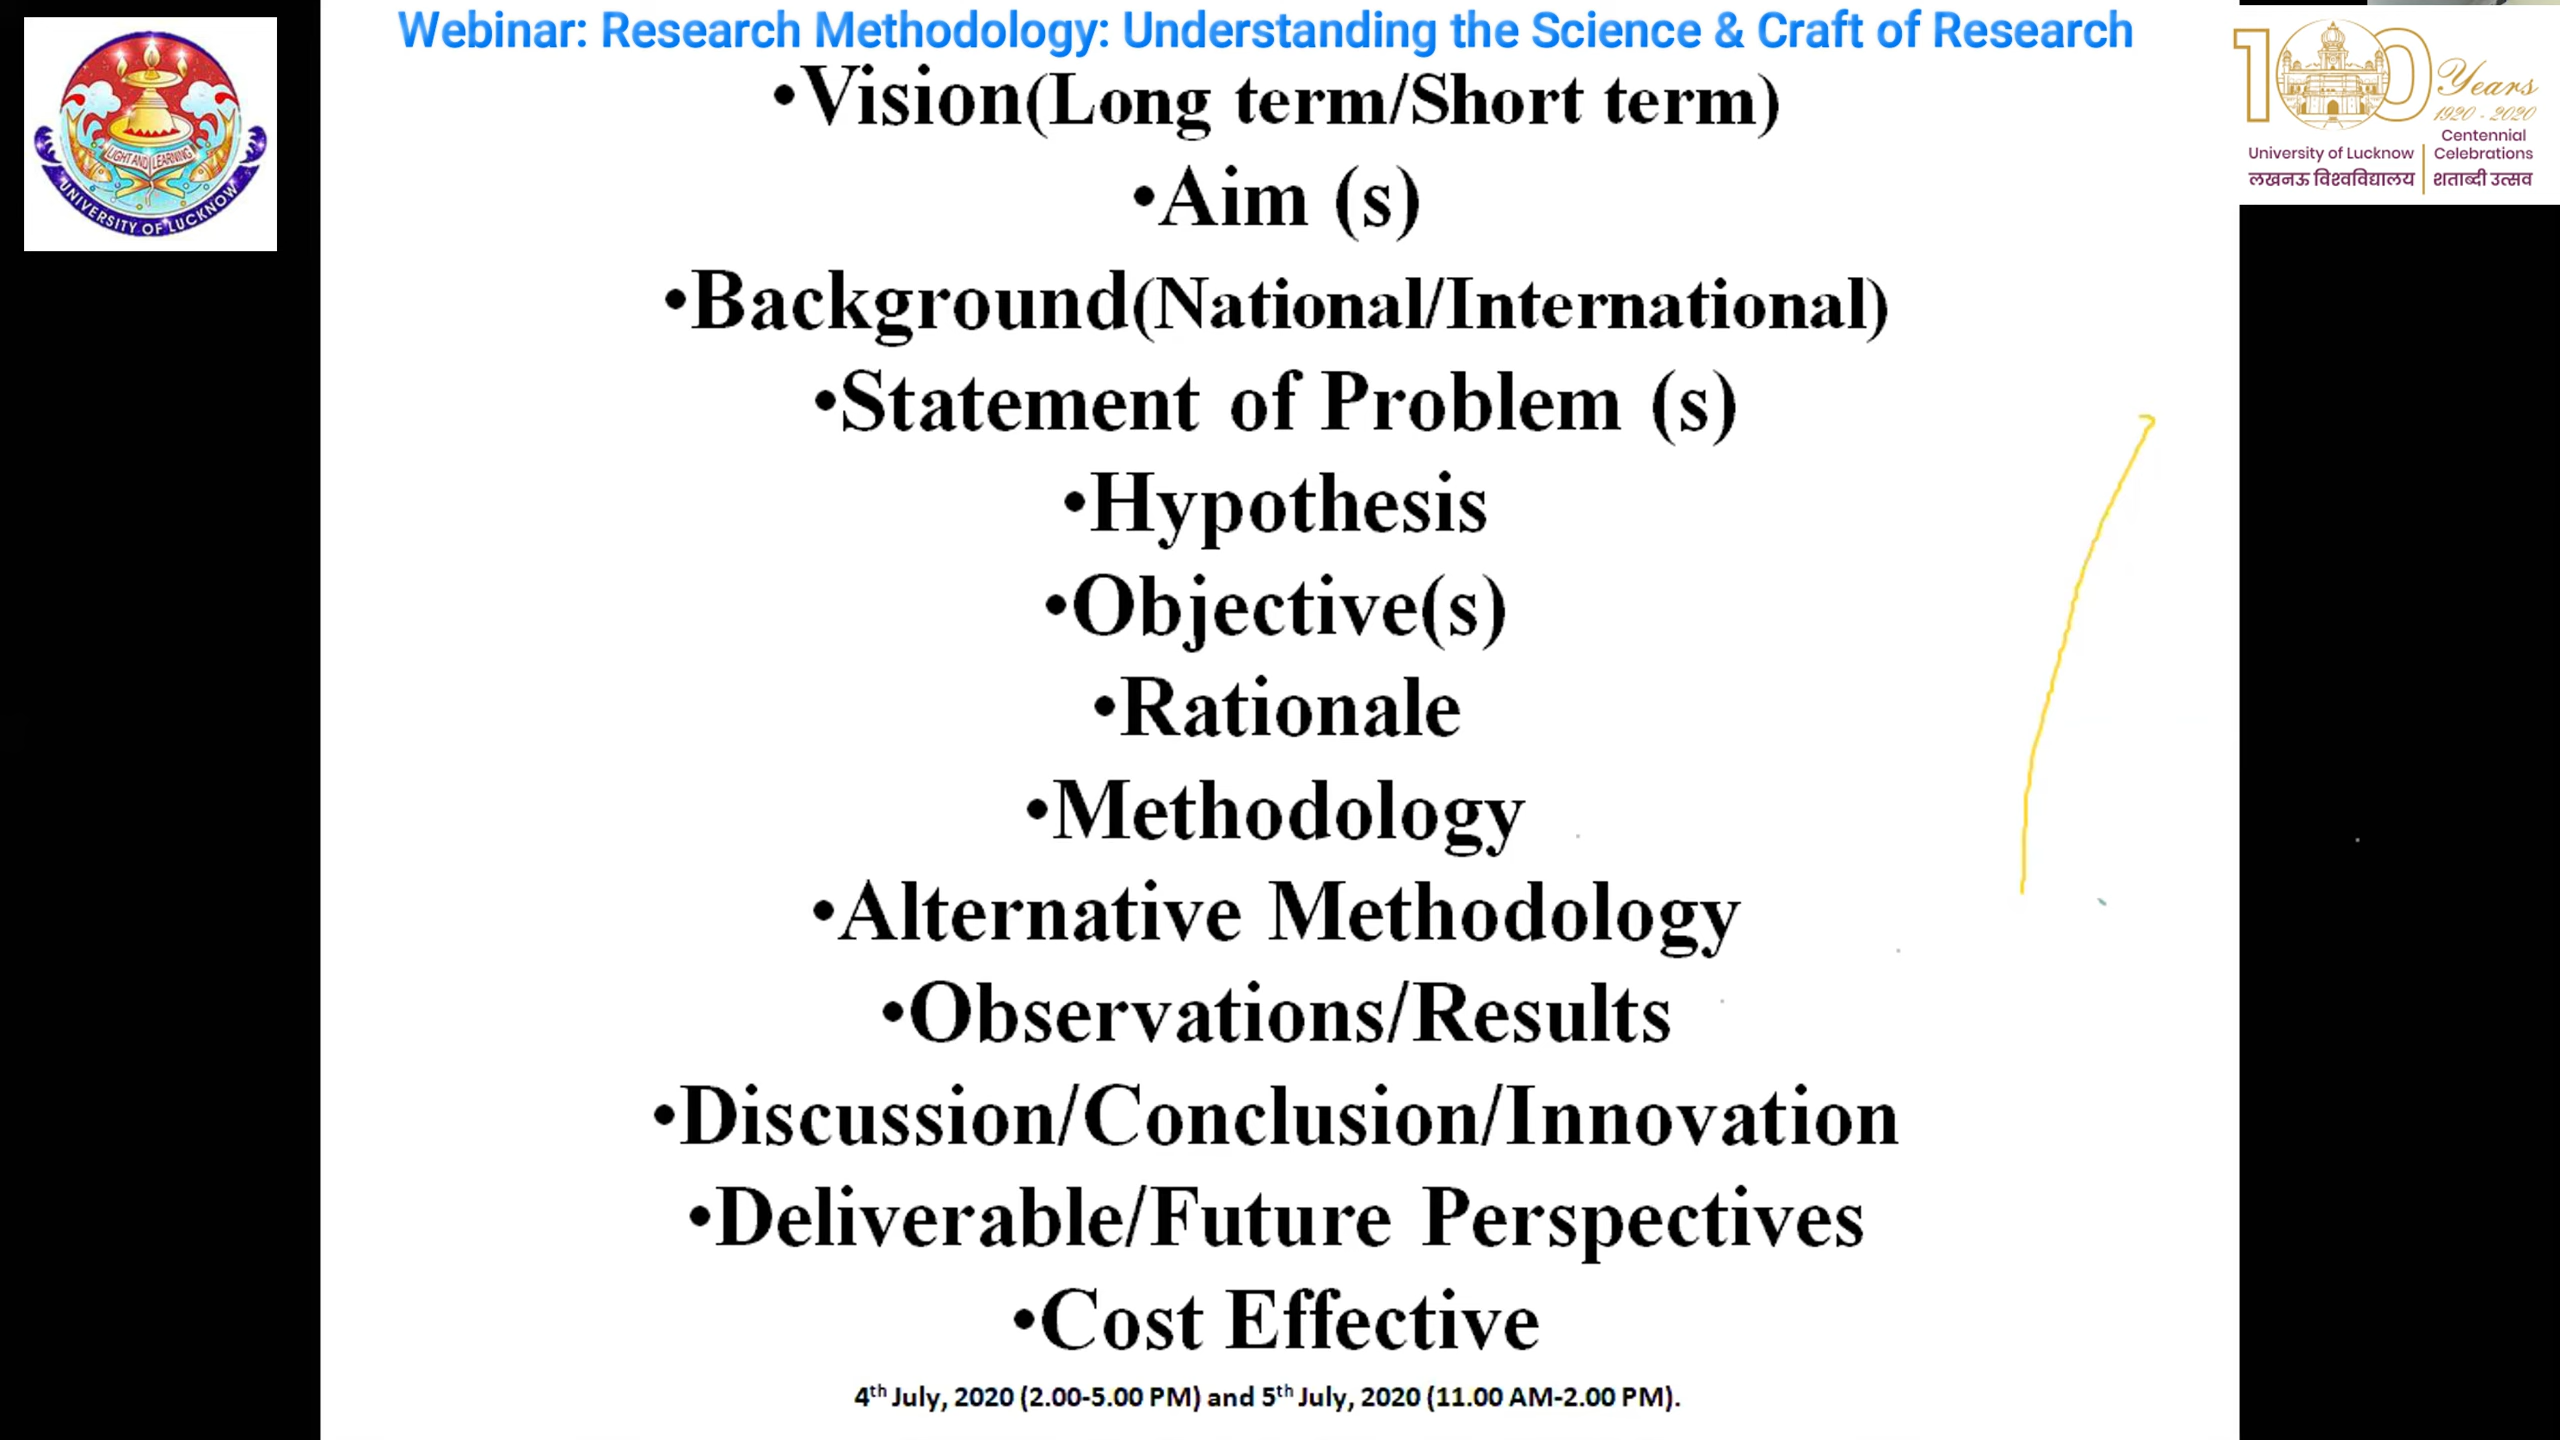 Webinar: Research Methodology: Understanding the Science & Craft of Research
LIGHT AND LEARNING
UNIVERSITY OF LUCKNOW
100 Years
1920 - 2020
Centennial
University of Lucknow Celebrations
लखनऊ विश्वविद्यालय शताब्दी उत्सव
•Vision(Long term/Short term)
•Aim (s)
•Background(National/International)
•Statement of Problem (s)
•Hypothesis
•Objective(s)
•Rationale
•Methodology
•Alternative Methodology
•Observations/Results
•Discussion/Conclusion/Innovation
•Deliverable/Future Perspectives
•Cost Effective
4th July, 2020 (2.00-5.00 PM) and 5th July, 2020 (11.00 AM-2.00 PM).